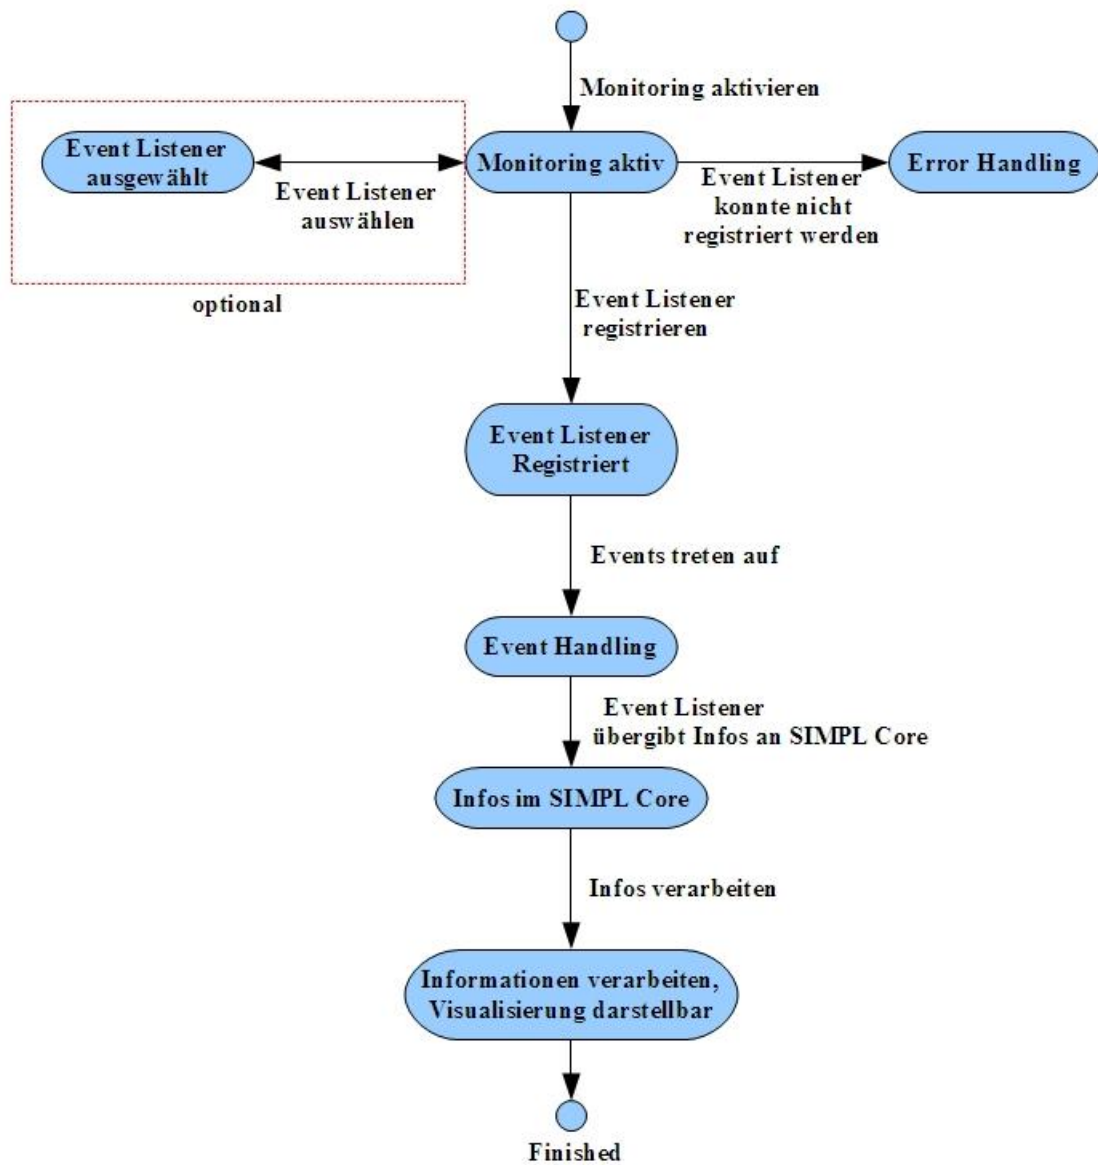 Monitoring aktivieren
Event Listener
ausgewählt
Event Listener
auswählen
optional
Monitoring aktiv
Event Listener
konnte nicht
registriert werden
Error Handling
Event Listener
registrieren
Event Listener
Registriert
Events treten auf
Event Handling
Event Listener
übergibt Infos an SIMPL Core
Infos im SIMPL Core
Infos verarbeiten
Informationen verarbeiten,
Visualisierung darstellbar
Finished